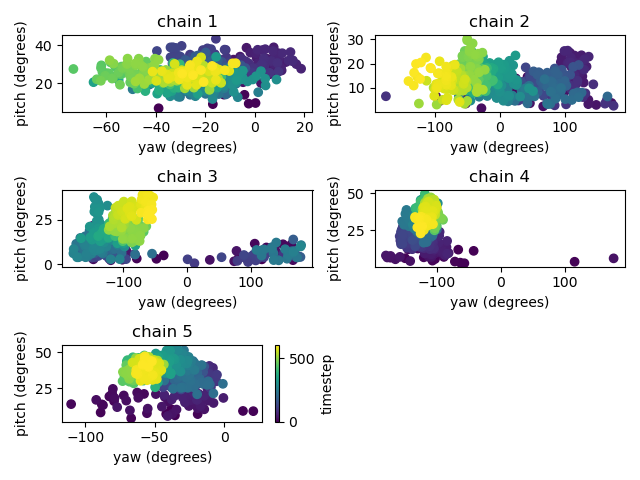 chain 1
pitch (degrees)
40
20
−60
−40
−20
0
20
yaw (degrees)
chain 2
pitch (degrees)
30
20
10
−100
0
100
yaw (degrees)
chain 3
pitch (degrees)
25
0
−100
0
100
yaw (degrees)
chain 4
pitch (degrees)
50
25
−100
0
100
yaw (degrees)
chain 5
pitch (degrees)
50
25
−100
−50
0
yaw (degrees)
500
0
timestep